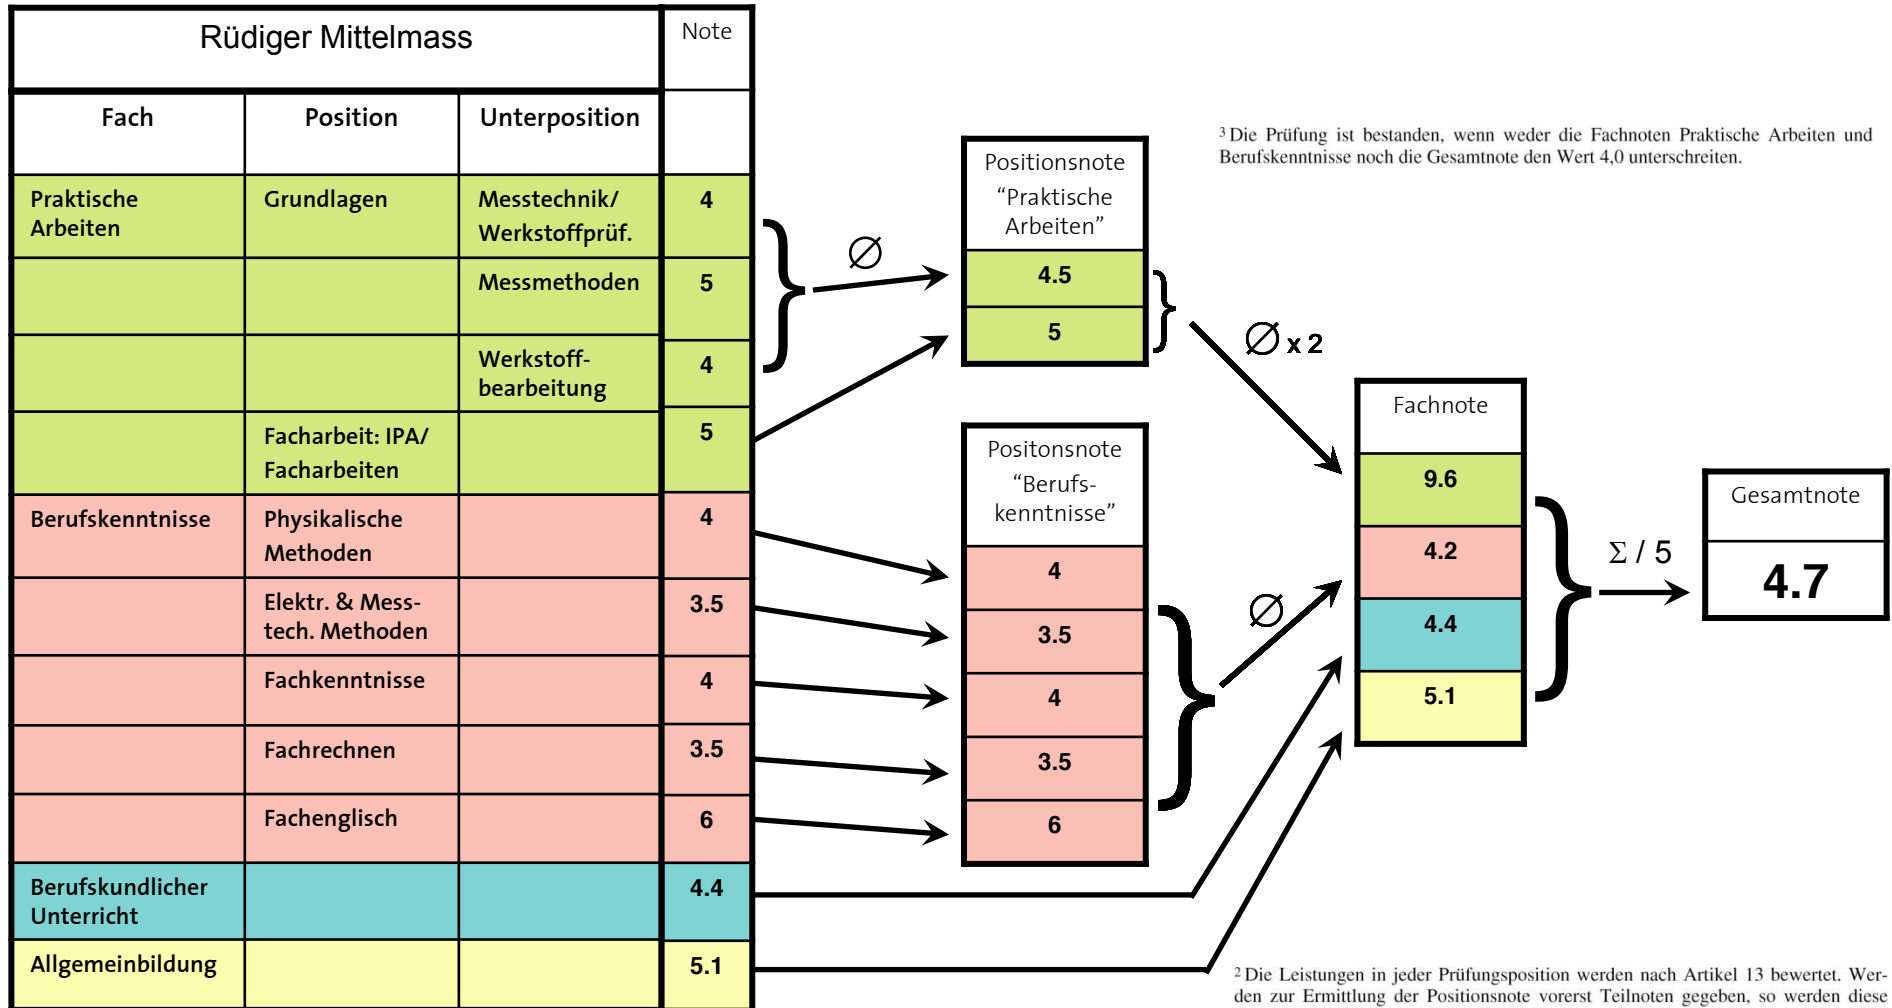 Rüdiger Mittelmass
Note
Fach Position Unterposition
Praktische Arbeiten Grundlagen Messtechnik/ Werkstoffprüf. 4
Messmethoden 5
Werkstoff-
bearbeitung 4
Facharbeit: IPA/
Facharbeiten 5
Berufskenntnisse Physikalische
Methoden 4
Elektr. & Mess-
tech. Methoden 3.5
Fachkenntnisse 4
Fachrechnen 3.5
Fachenglisch 6
Berufskundlicher
Unterricht 4.4
Allgemeinbildung 5.1
Ø
Positionsnote
“Praktische
Arbeiten”
4.5
5
Ø x 2
Positonsnote
“Berufs-
kenntnisse”
4
3.5
4
3.5
6
Ø
Fachnote
9.6
4.2
4.4
5.1
Σ / 5
Gesamtnote
4.7
³ Die Prüfung ist bestanden, wenn weder die Fachnoten Praktische Arbeiten und
Berufskenntnisse noch die Gesamtnote den Wert 4,0 unterschreiten.
² Die Leistungen in jeder Prüfungsposition werden nach Artikel 13 bewertet. Wer-
den zur Ermittlung der Positionsnote vorerst Teilnoten gegeben, so werden diese